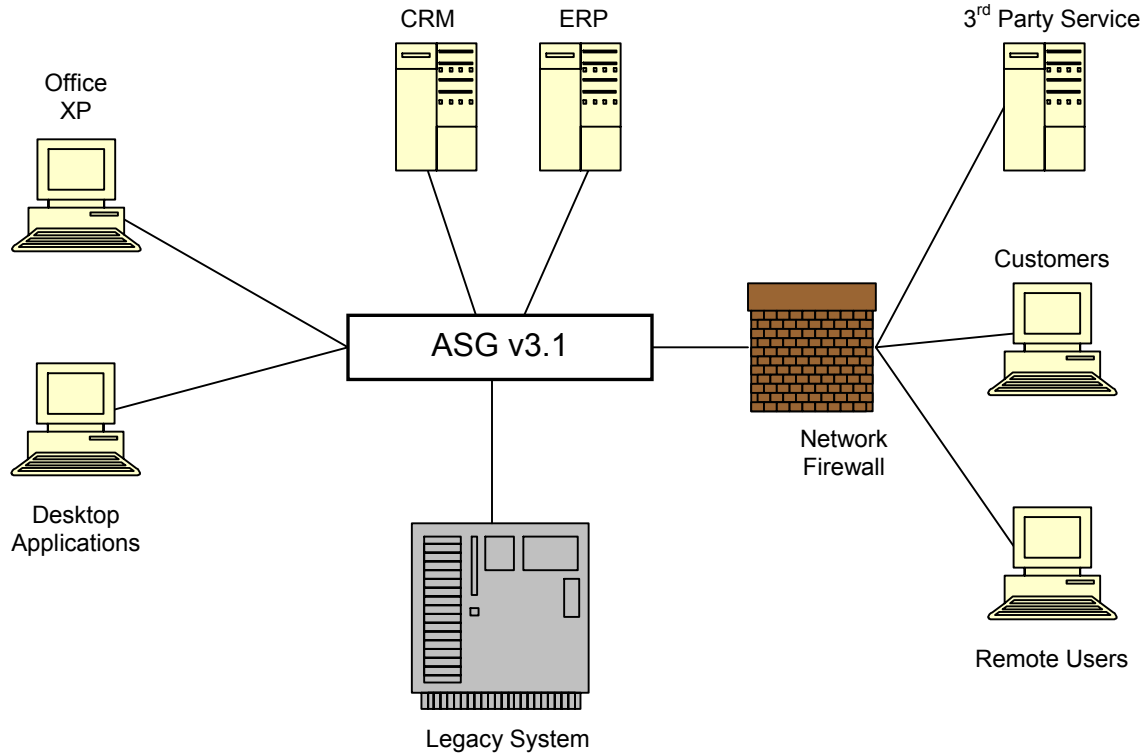 CRM
ERP
3rd Party Service
Office
XP
Customers
ASG v3.1
Network
Firewall
Desktop
Applications
Remote Users
Legacy System